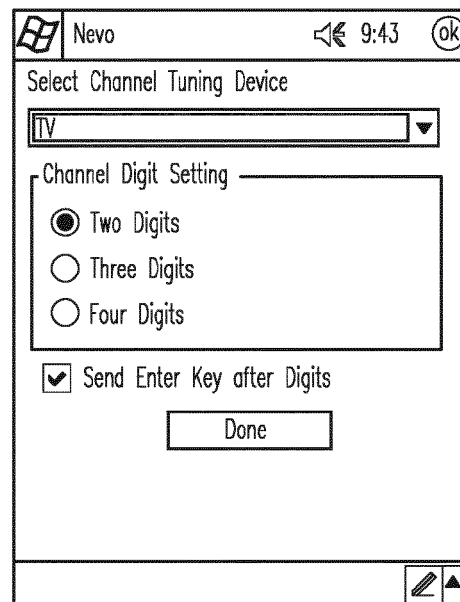 Nevo 9:43 ok
Select Channel Tuning Device
TV
Channel Digit Setting
Two Digits
Three Digits
Four Digits
Send Enter Key after Digits
Done